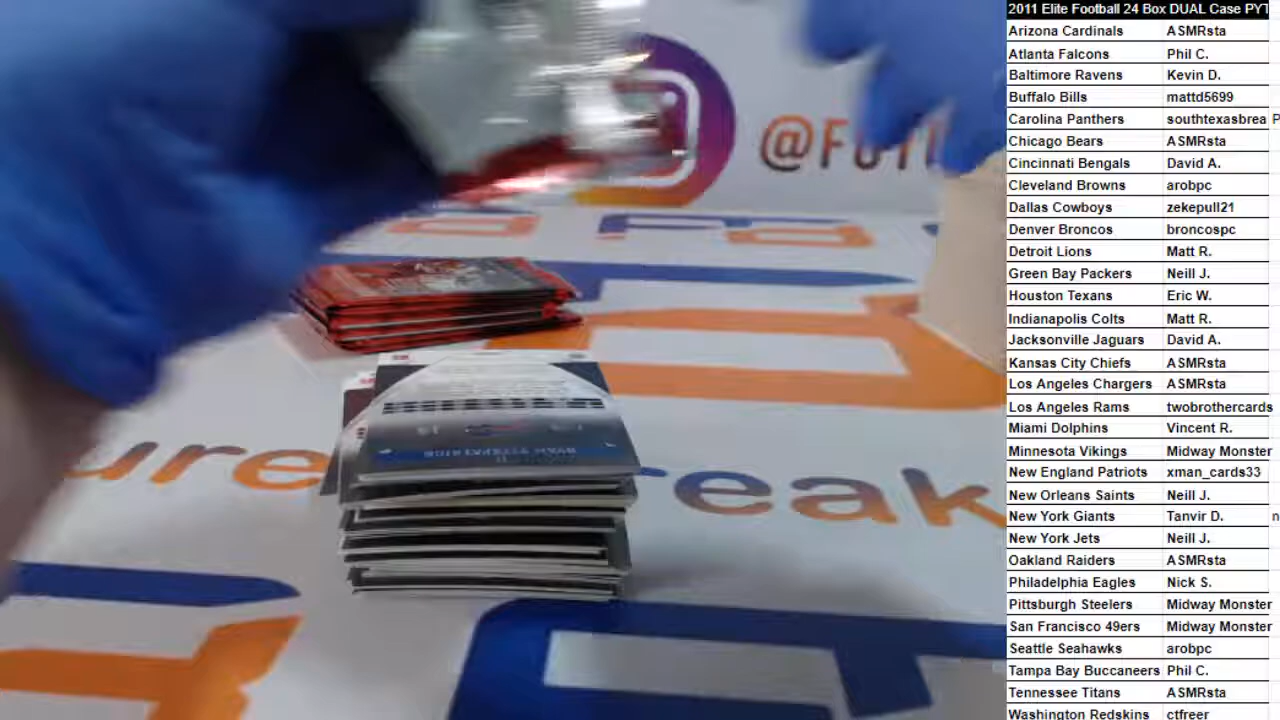 2011 Elite Football 24 Box DUAL Case PYT
Arizona Cardinals ASMRsta
Atlanta Falcons Phil C.
Baltimore Ravens Kevin D.
Buffalo Bills mattd5699
Carolina Panthers southtexasbrea P
Chicago Bears ASMRsta
Cincinnati Bengals David A.
Cleveland Browns arobpc
Dallas Cowboys zekepull21
Denver Broncos broncospc
Detroit Lions Matt R.
Green Bay Packers Neill J.
Houston Texans Eric W.
Indianapolis Colts Matt R.
Jacksonville Jaguars David A.
Kansas City Chiefs ASMRsta
Los Angeles Chargers ASMRsta
Los Angeles Rams twobrothercards
Miami Dolphins Vincent R.
Minnesota Vikings Midway Monster
New England Patriots xman_cards33
New Orleans Saints Neill J.
New York Giants Tanvir D. n
New York Jets Neill J.
Oakland Raiders ASMRsta
Philadelphia Eagles Nick S.
Pittsburgh Steelers Midway Monster
San Francisco 49ers Midway Monster
Seattle Seahawks arobpc
Tampa Bay Buccaneers Phil C.
Tennessee Titans ASMRsta
Washington Redskins ctfreer
@FUT
ure reak
RYAN FITZPATRICK